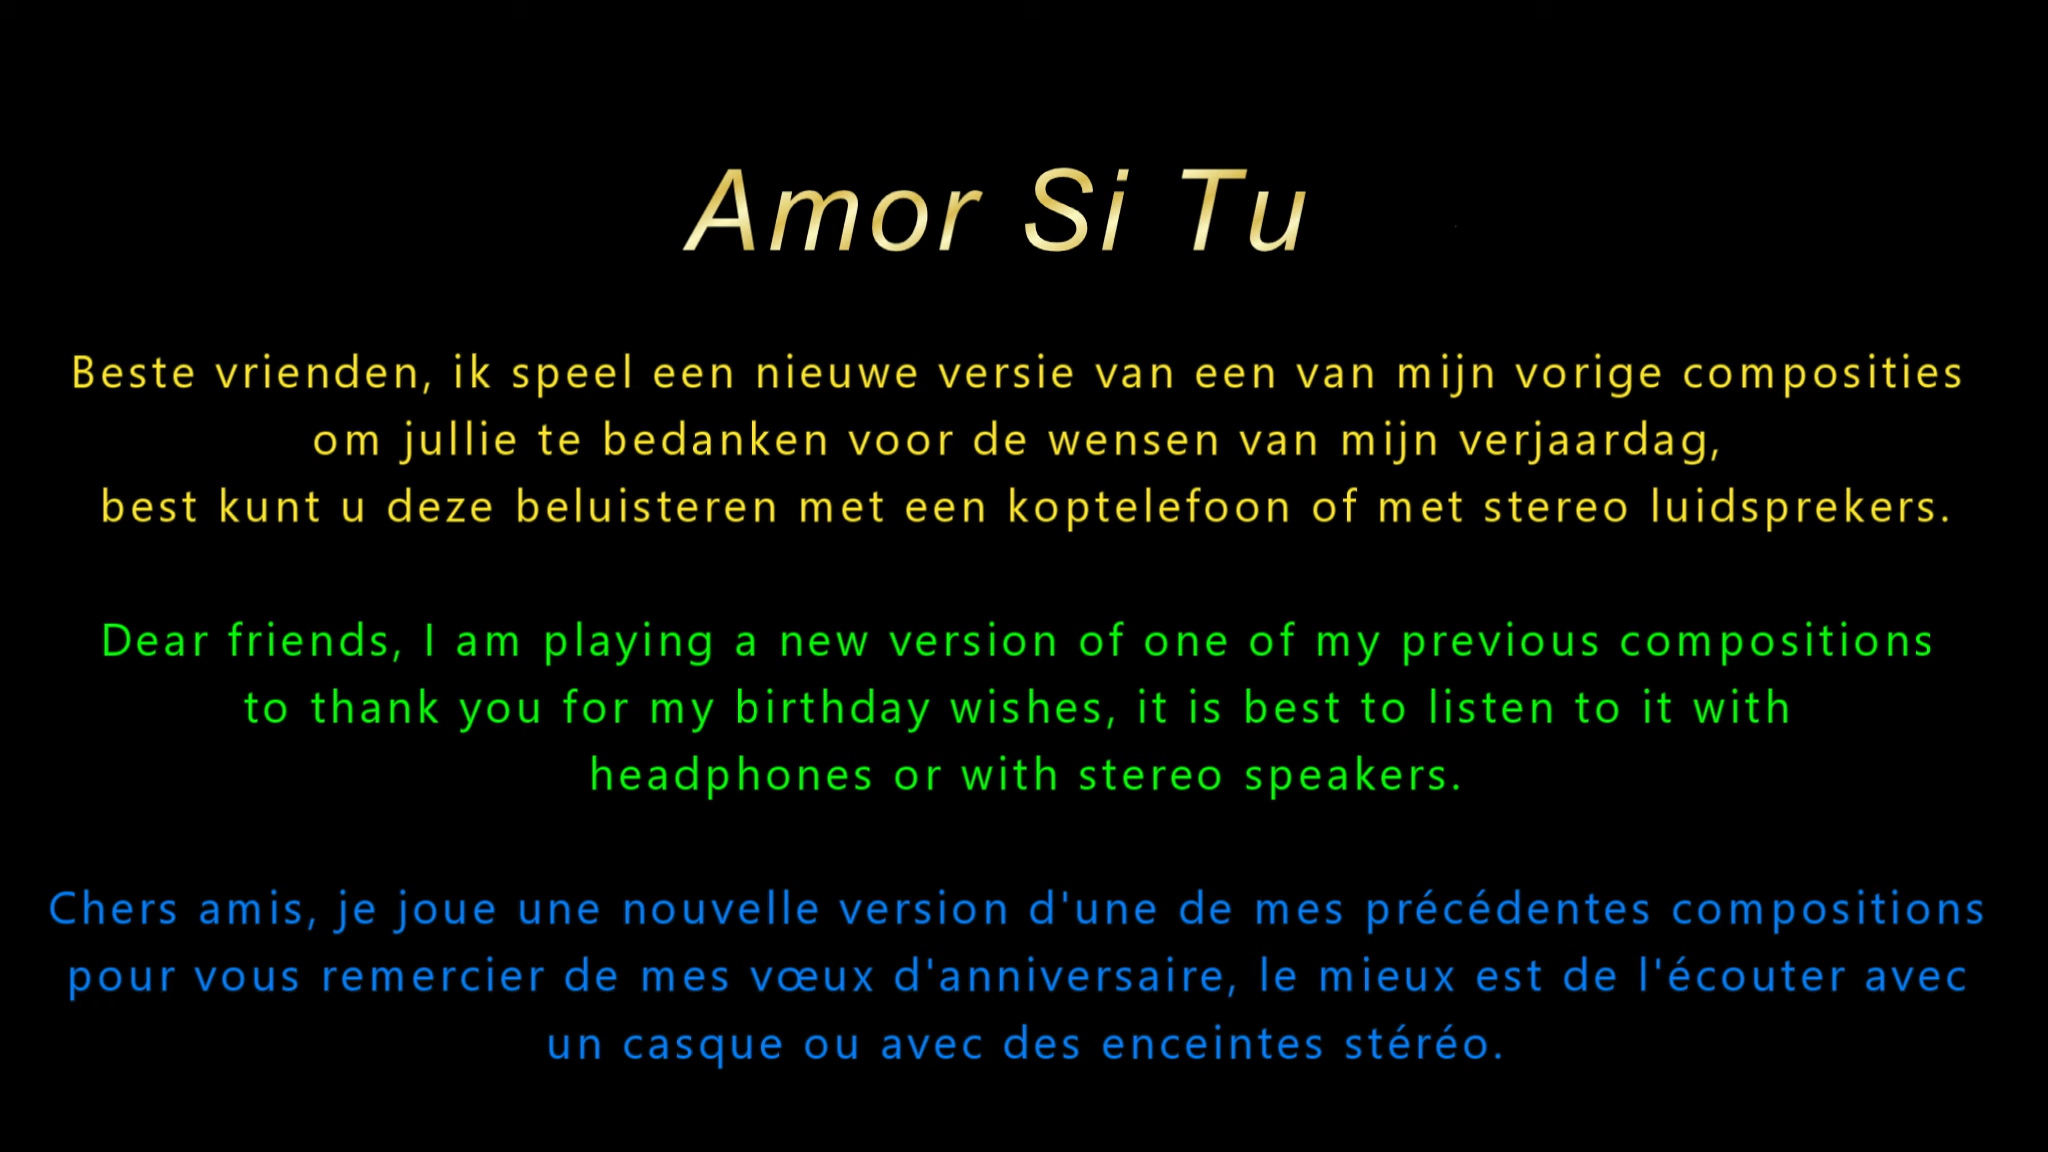 Amor Si Tu
Beste vrienden, ik speel een nieuwe versie van een van mijn vorige composities
om jullie te bedanken voor de wensen van mijn verjaardag,
best kunt u deze beluisteren met een koptelefoon of met stereo luidsprekers.
Dear friends, I am playing a new version of one of my previous compositions
to thank you for my birthday wishes, it is best to listen to it with
headphones or with stereo speakers.
Chers amis, je joue une nouvelle version d'une de mes précédentes compositions
pour vous remercier de mes vœux d'anniversaire, le mieux est de l'écouter avec
un casque ou avec des enceintes stéréo.